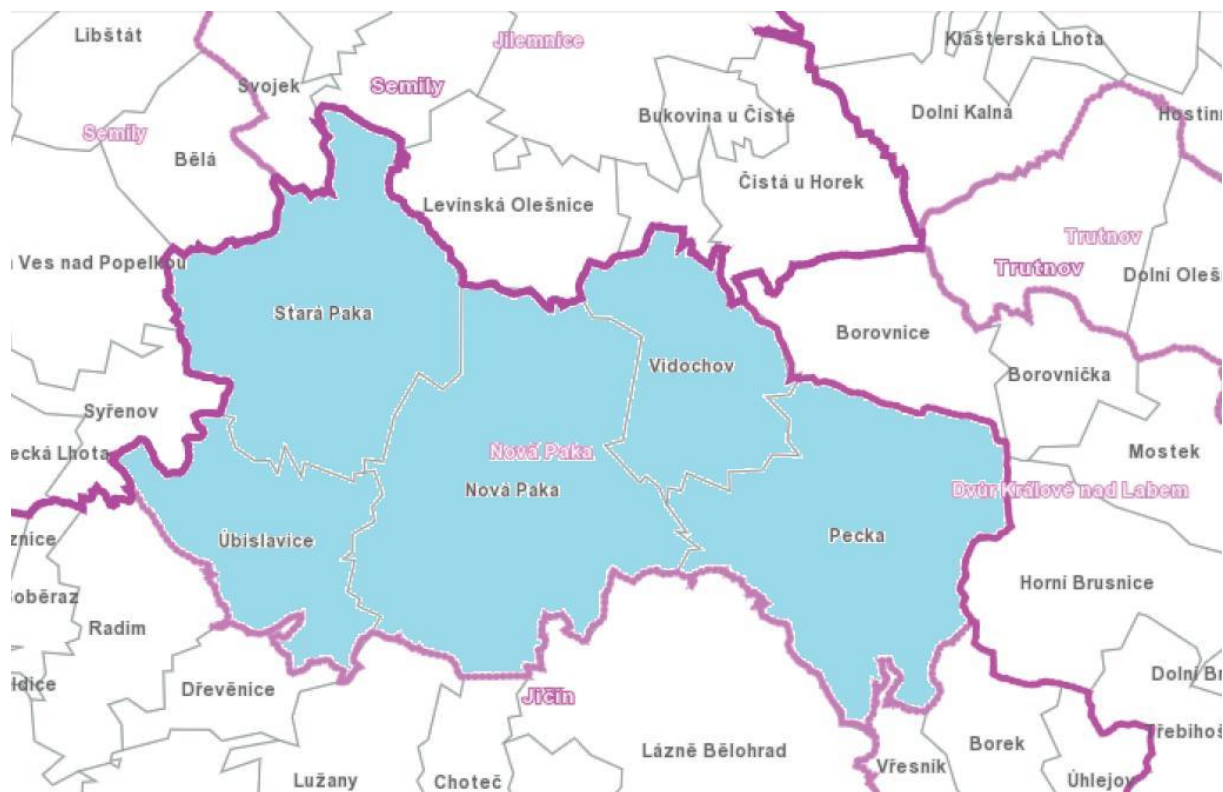 Libštát
Jilemnice
Klášterská Lhota
Svojek
Semily
Bukovina u Čisté
Dolní Kalná
Hostinn
Semily
Bělá
Čistá u Horek
Levínská Olešnice
Trutnov
a Ves nad Popelkou
Trutnov
Dolní Oleš
Stará Paka
Borovnice
Vidochov
Borovnička
Syřenov
ecká Lhota
Nová Paka
Mostek
Nová Paka
Dvůr Králové nad Labem
znice
Úbislavice
Pecka
Horní Brusnice
oběraz
Radim
Dolní Br
idice
Dřevěnice
Jičín
řebihoš
Lázně Bělohrad
Borek
Vřesník
Lužany
Choteč
Úhlejov